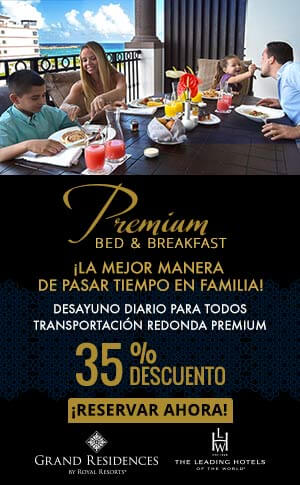 Premium
BED & BREAKFAST
¡LA MEJOR MANERA
DE PASAR TIEMPO EN FAMILIA!
DESAYUNO DIARIO PARA TODOS
TRANSPORTACIÓN REDONDA PREMIUM
35% DESCUENTO
¡RESERVAR AHORA!
GRAND RESIDENCES
BY ROYAL RESORTS®
LHW
THE LEADING HOTELS
OF THE WORLD®